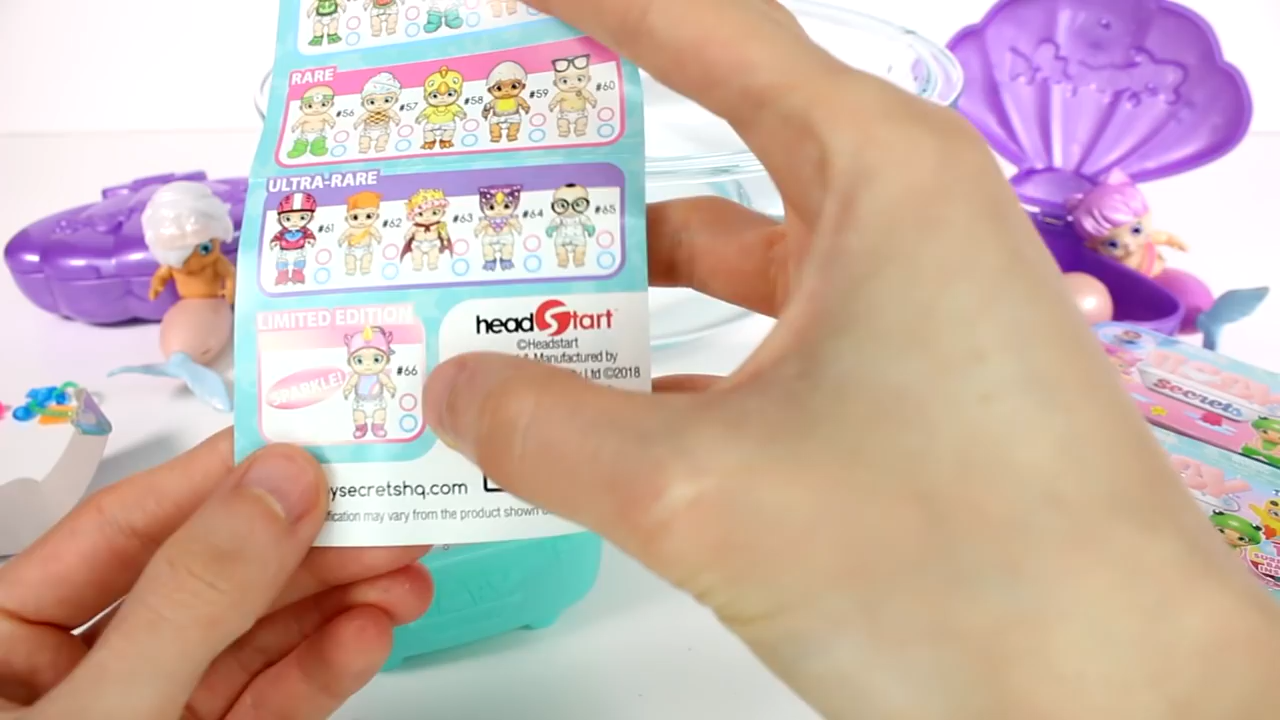 RARE
#56
#57
#58
#59
#60
ULTRA-RARE
#61
#62
#63
#64
#65
LIMITED EDITION
SPARKLE!
#66
headStart
©Headstart
Manufactured by
Ltd ©2018
ysecretshq.com
may vary from the product shown
Secrets